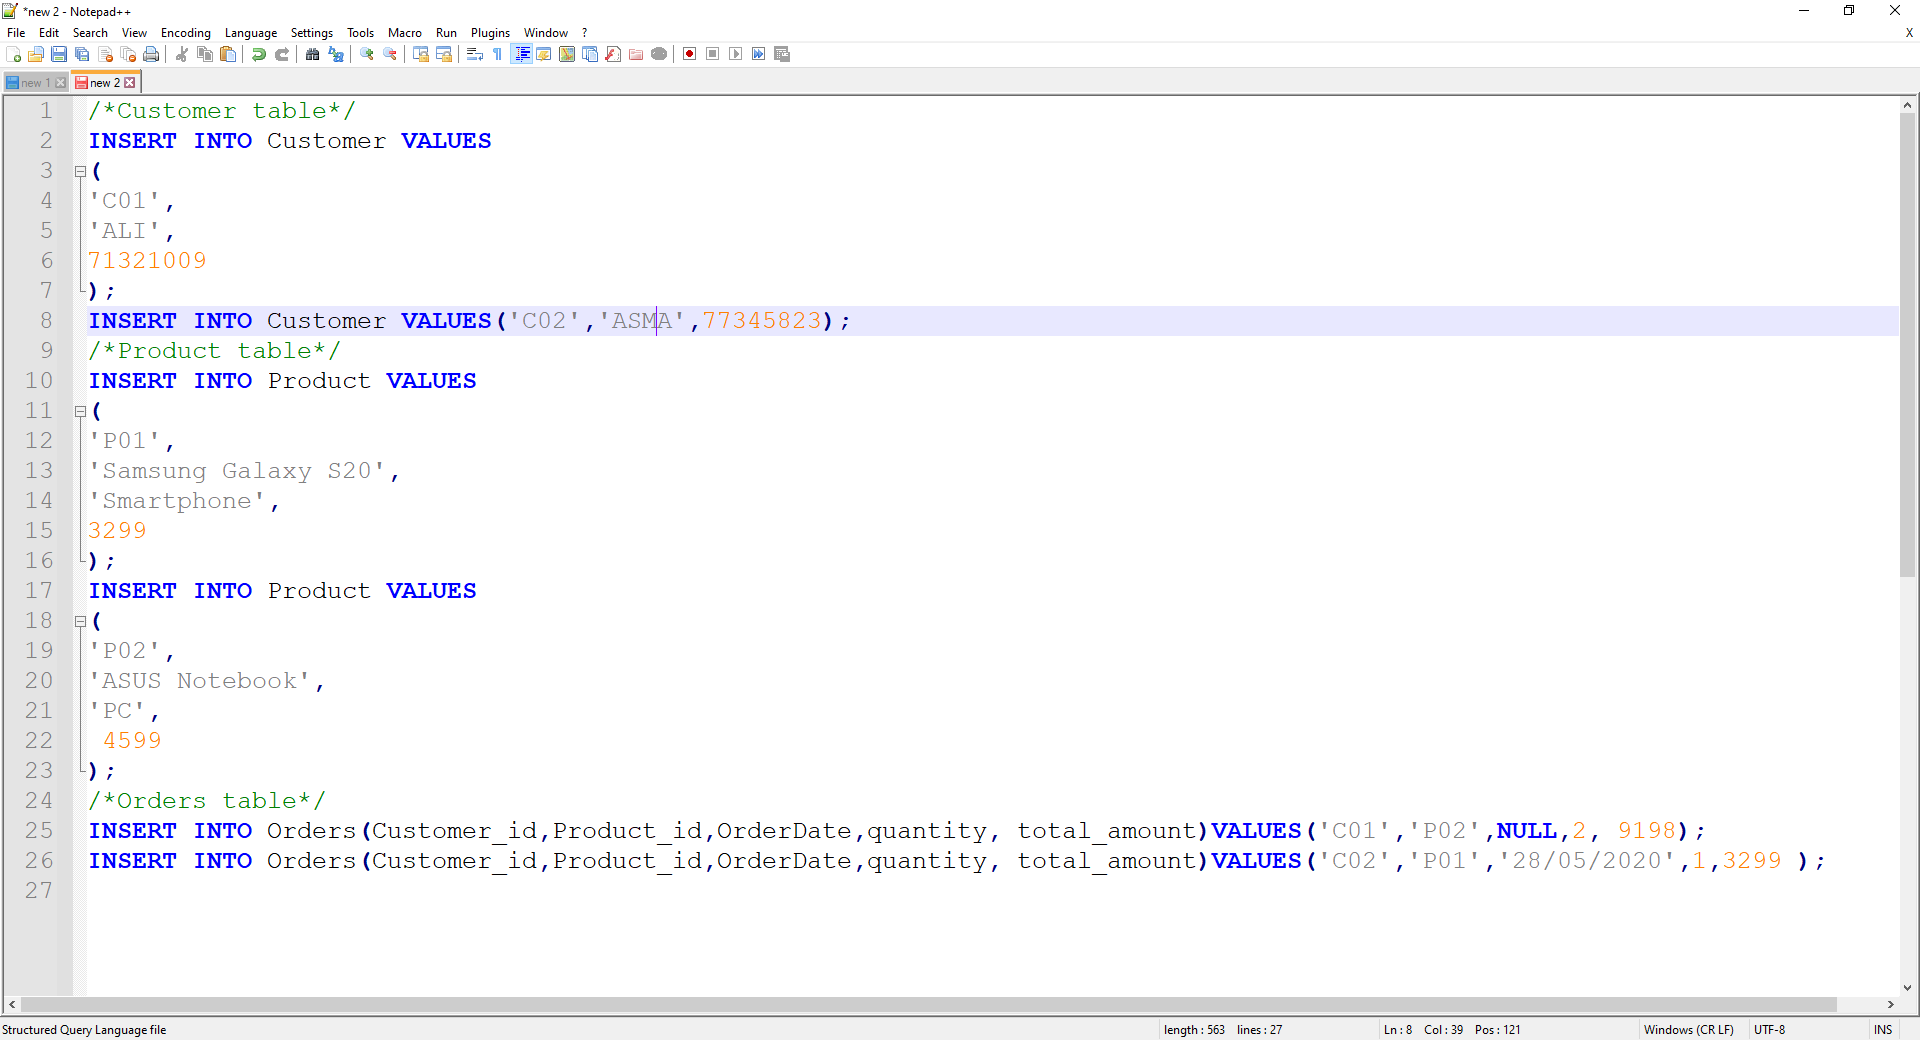 *new 2 - Notepad++
File Edit Search View Encoding Language Settings Tools Macro Run Plugins Window ? X
new 1 new 2
1 /*Customer table*/
2 INSERT INTO Customer VALUES
3 (
4 'C01',
5 'ALI',
6 71321009
7 );
8 INSERT INTO Customer VALUES('C02','ASMA',77345823);
9 /*Product table*/
10 INSERT INTO Product VALUES
11 (
12 'P01',
13 'Samsung Galaxy S20',
14 'Smartphone',
15 3299
16 );
17 INSERT INTO Product VALUES
18 (
19 'P02',
20 'ASUS Notebook',
21 'PC',
22  4599
23 );
24 /*Orders table*/
25 INSERT INTO Orders(Customer_id,Product_id,OrderDate,quantity, total_amount)VALUES('C01','P02',NULL,2, 9198);
26 INSERT INTO Orders(Customer_id,Product_id,OrderDate,quantity, total_amount)VALUES('C02','P01','28/05/2020',1,3299 );
27
Structured Query Language file length : 563 lines : 27 Ln : 8 Col : 39 Pos : 121 Windows (CR LF) UTF-8 INS